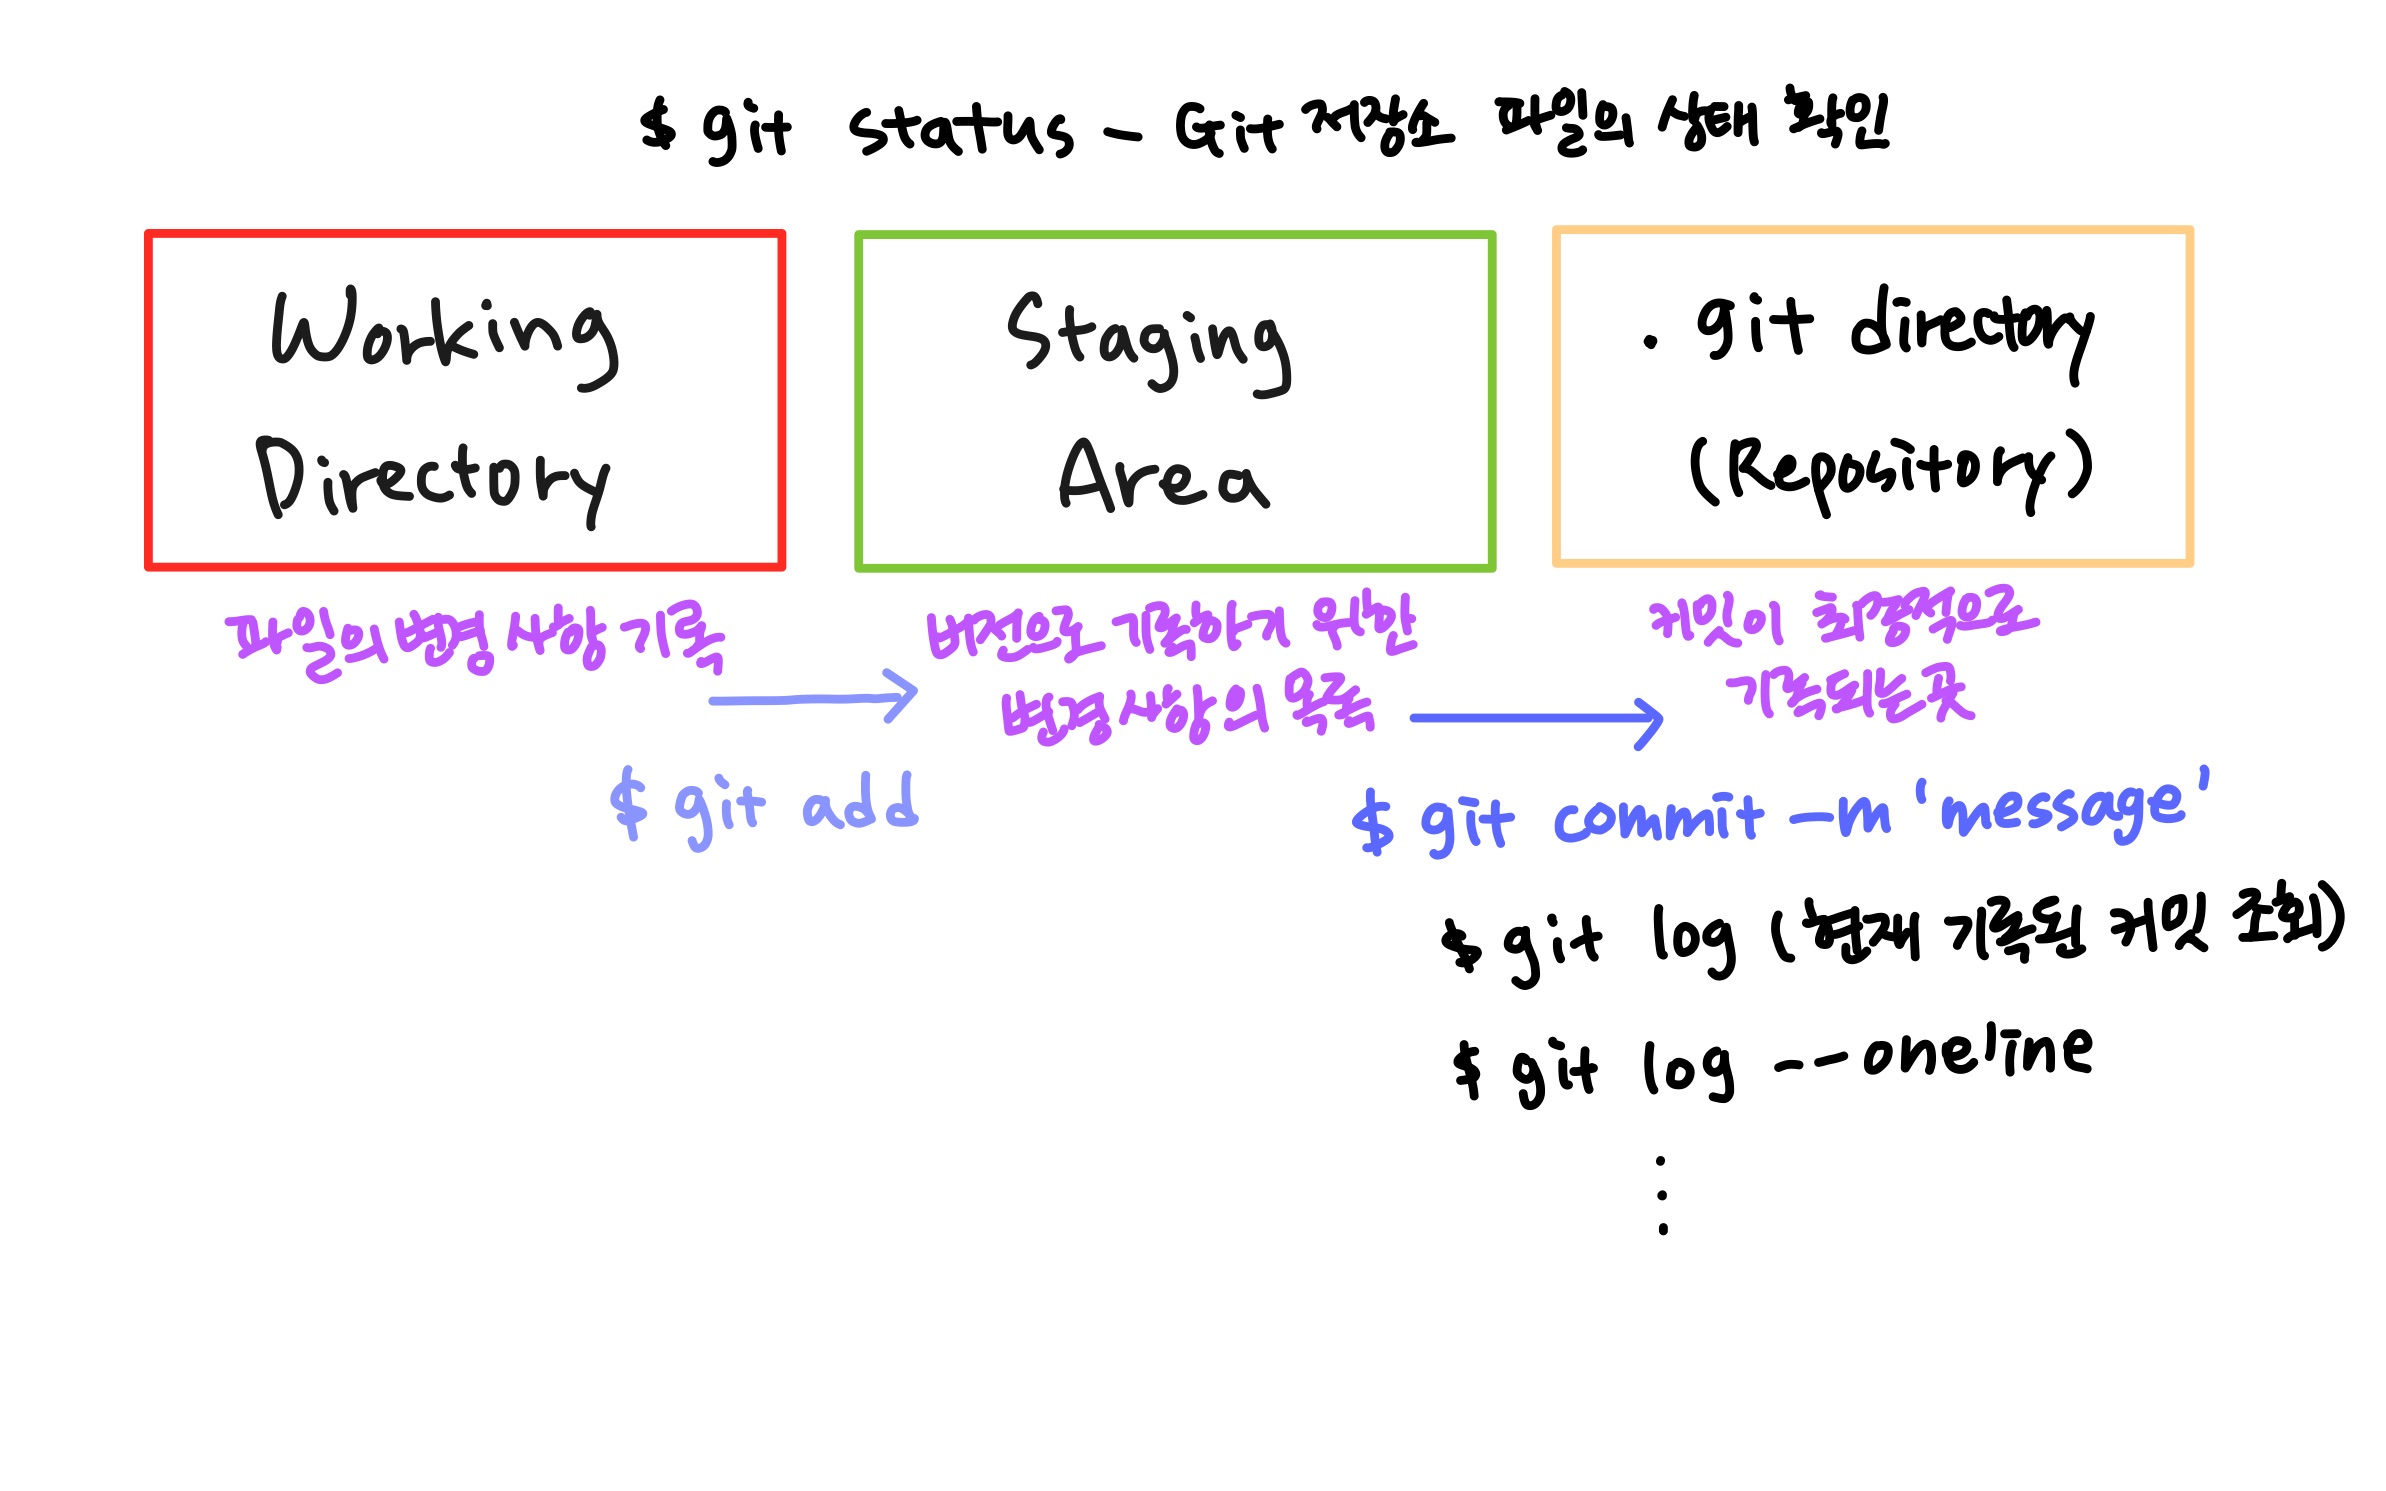 $ git status - Git 저장소 파일의 상태 확인
Working
Directory
Staging
Area
. git directory
(Repository)
파일의 변경사항 기록
버전으로 기록하기 위한
변경사항의 목록
커밋이 최종적으로
기록되는 곳
$ git add
$ git commit -m 'message'
$ git log (현재 기록된 커밋 조회)
$ git log --oneline